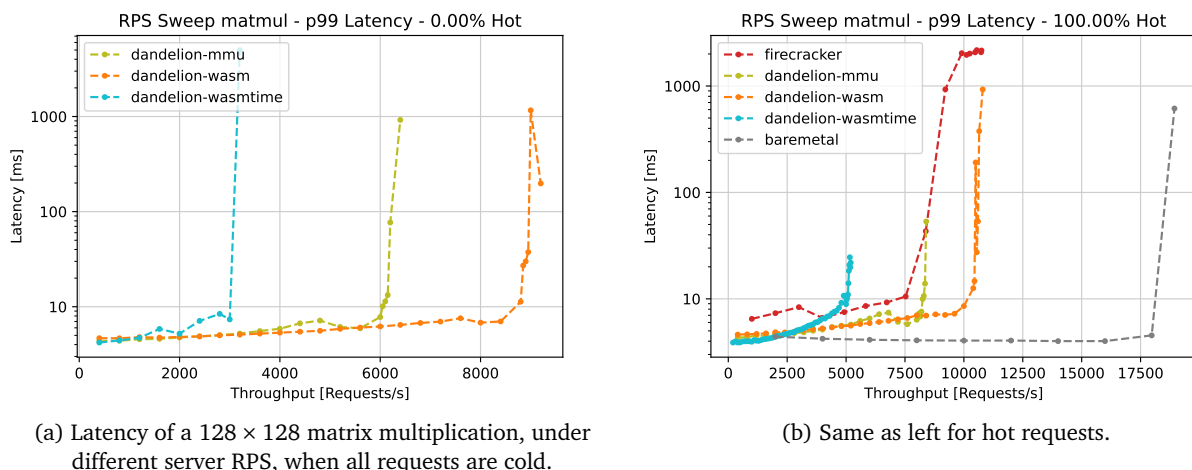 RPS Sweep matmul - p99 Latency - 0.00% Hot
dandelion-mmu
dandelion-wasm
dandelion-wasmtime
1000
100
10
Latency [ms]
0
2000
4000
6000
8000
Throughput [Requests/s]
(a) Latency of a 128 × 128 matrix multiplication, under
different server RPS, when all requests are cold.
RPS Sweep matmul - p99 Latency - 100.00% Hot
firecracker
dandelion-mmu
dandelion-wasm
dandelion-wasmtime
baremetal
1000
100
10
Latency [ms]
0
2500
5000
7500
10000
12500
15000
17500
Throughput [Requests/s]
(b) Same as left for hot requests.